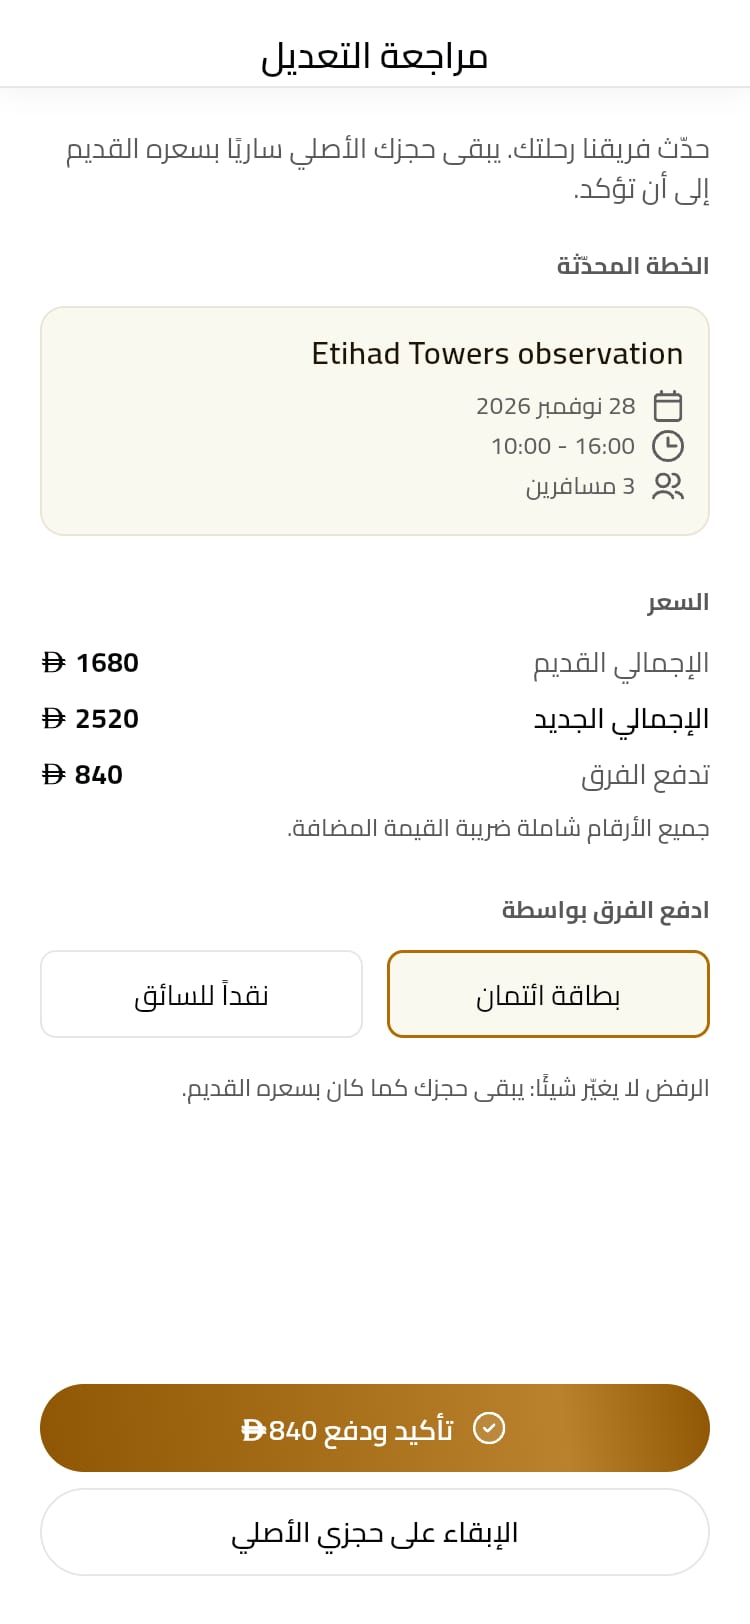 مراجعة التعديل
حدّث فريقنا رحلتك. يبقى حجزك الأصلي ساريًا بسعره القديم
إلى أن تؤكد.
الخطة المحدّثة
Etihad Towers observation
28 نوفمبر 2026
10:00 - 16:00
3 مسافرين
السعر
الإجمالي القديم 1680
الإجمالي الجديد 2520
تدفع الفرق 840
جميع الأرقام شاملة ضريبة القيمة المضافة.
ادفع الفرق بواسطة
بطاقة ائتمان
نقداً للسائق
الرفض لا يغيّر شيئًا: يبقى حجزك كما كان بسعره القديم.
تأكيد ودفع 840
الإبقاء على حجزي الأصلي